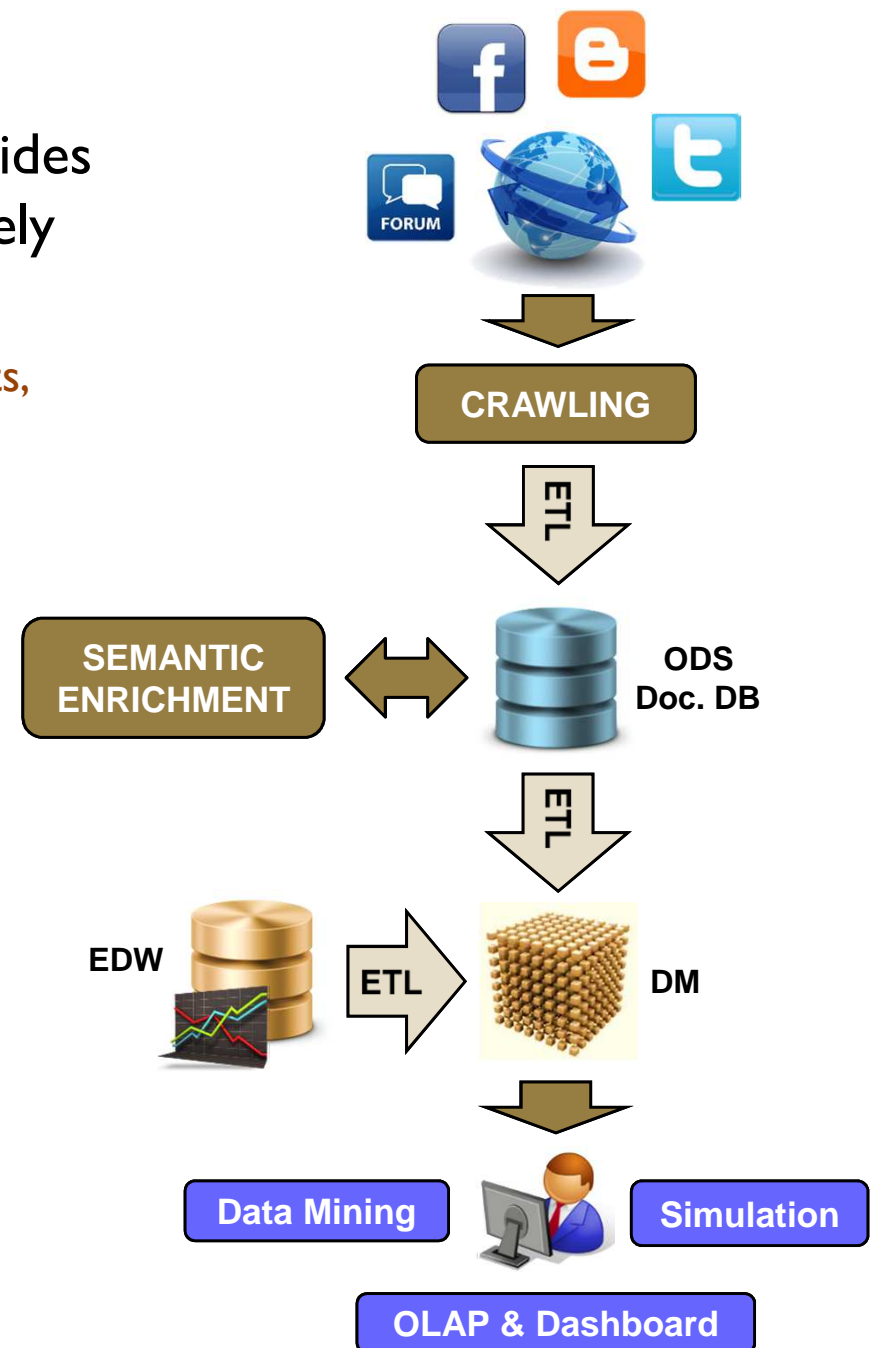 ides
ely
s,
FORUM
CRAWLING
ETL
SEMANTIC
ENRICHMENT
ODS
Doc. DB
ETL
EDW
ETL
DM
Data Mining
Simulation
OLAP & Dashboard